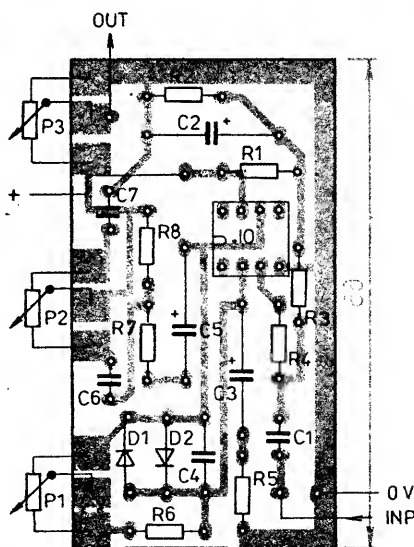 OUT
P3
C2
+
R1
+
C7
R8
IO
P2
R7
+
C5
R3
R4
+
C3
C6
D1
D2
C1
C4
P1
R5
R6
0 V
INP